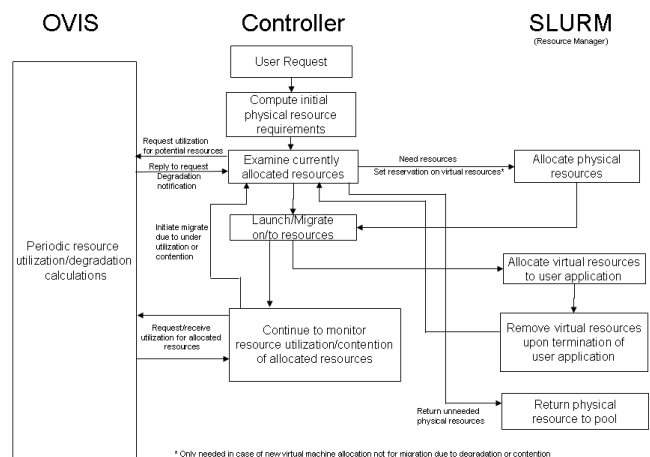 OVIS
Controller
SLURM
(Resource Manager)
User Request
Compute initial
physical resource
requirements
Request utilization
for potential resources
Reply to request
Degradation
notification
Examine currently
allocated resources
Need resources
Set reservation on virtual resources*
Allocate physical
resources
Initiate migrate
due to under
utilization or
contention
Launch/Migrate
on/to resources
Periodic resource
utilization/degradation
calculations
Allocate virtual resources
to user application
Request/receive
utilization for allocated
resources
Continue to monitor
resource utilization/contention
of allocated resources
Remove virtual resources
upon termination of
user application
Return unneeded
physical resources
Return physical
resource to pool
* Only needed in case of new virtual machine allocation not for migration due to degradation or contention